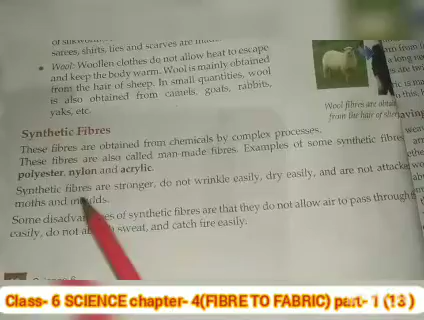 sarees, shirts, ties and scarves are
• Wool: Woollen clothes do not allow heat to escape
and keep the body warm. Wool is mainly obtained
from the hair of sheep. In small quantities, wool
is also obtained from camels, goats, rabbits,
yaks, etc.
Wool fibres are
from the hair of
Synthetic Fibres
These fibres are obtained from chemicals by complex processes.
These fibres are also called man-made fibres. Examples of some synthetic fibre
polyester, nylon and acrylic.
Synthetic fibres are stronger, do not wrinkle easily, dry easily, and are not attacke
moths and
Some of synthetic fibres are that they do not allow air to pass through
easily, do not sweat, and catch fire easily.
a long
Class- 6 SCIENCE chapter- 4(FIBRE TO FABRIC) part- 1 (13)